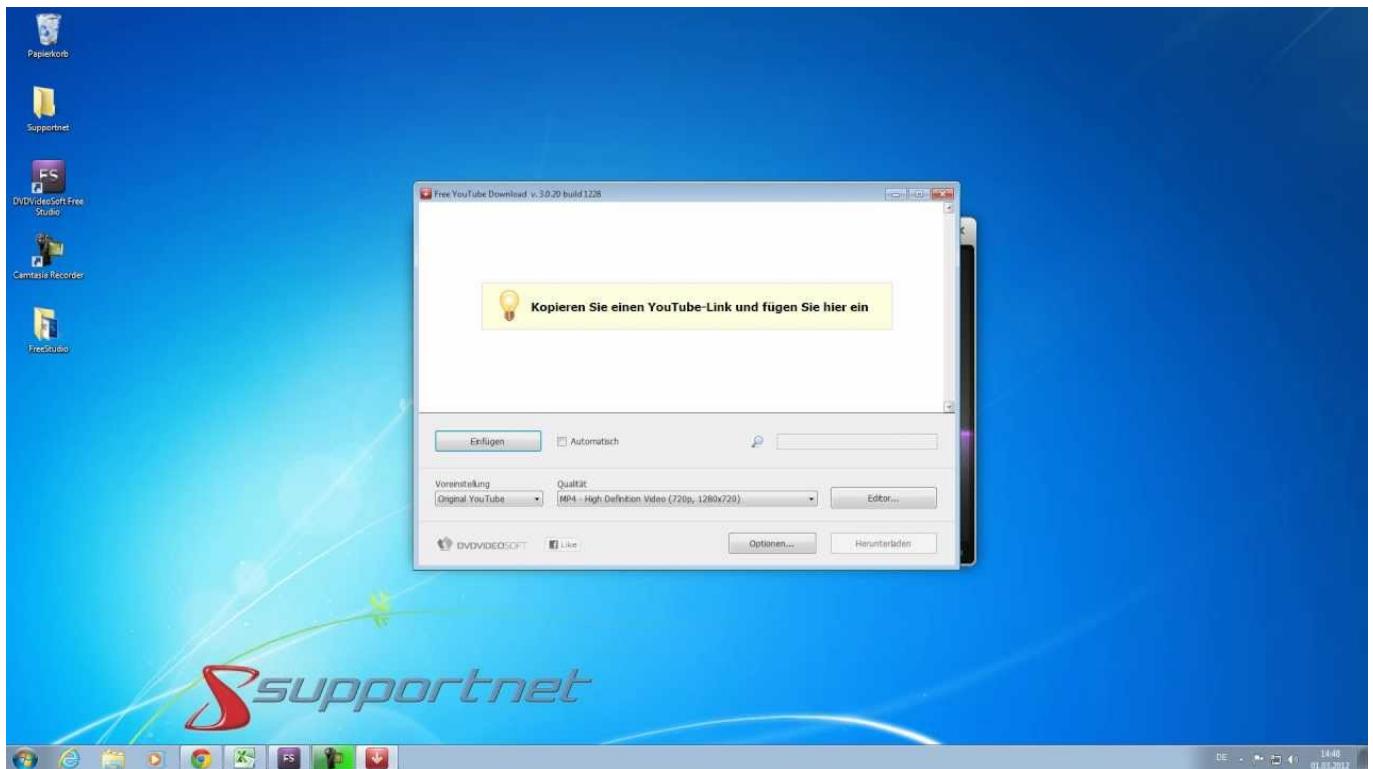 Papierkorb
Supportnet
FS
DVDVideoSoft Free
Studio
Camtasia Recorder
FreeStudio
Free YouTube Download v. 3.0.20 build 1228
Kopieren Sie einen YouTube-Link und fügen Sie hier ein
Einfügen
Automatisch
Voreinstellung
Qualität
Original YouTube
MP4 - High Definition Video (720p, 1280x720)
Editor...
DVDVIDEOSOFT
Like
Optionen...
Herunterladen
supportnet
FS
DE
14:48
01.03.2012